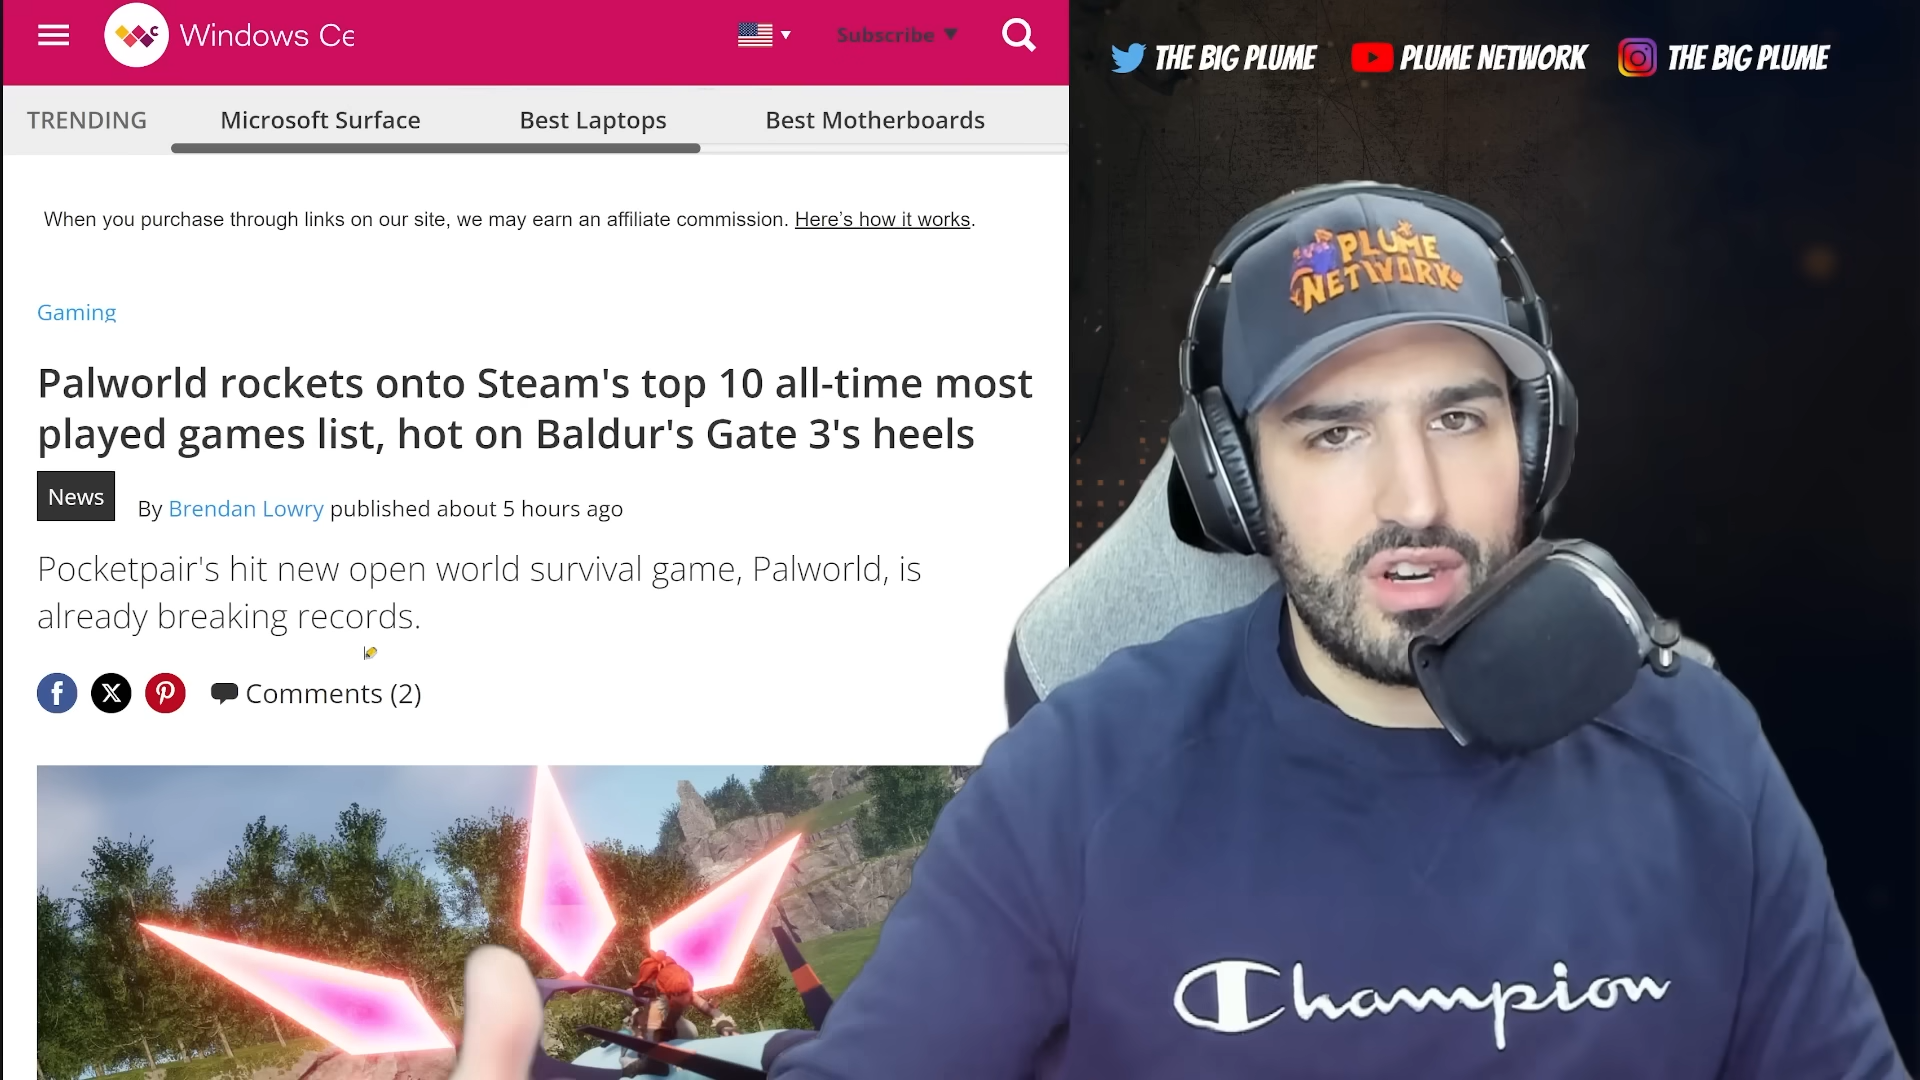 Windows Ce
Subscribe
THE BIG PLUME
PLUME NETWORK
THE BIG PLUME
TRENDING
Microsoft Surface
Best Laptops
Best Motherboards
When you purchase through links on our site, we may earn an affiliate commission. Here’s how it works.
Gaming
Palworld rockets onto Steam's top 10 all-time most
played games list, hot on Baldur's Gate 3's heels
News
By Brendan Lowry published about 5 hours ago
Pocketpair's hit new open world survival game, Palworld, is
already breaking records.
Comments (2)
PLUME
NETWORK
Champion